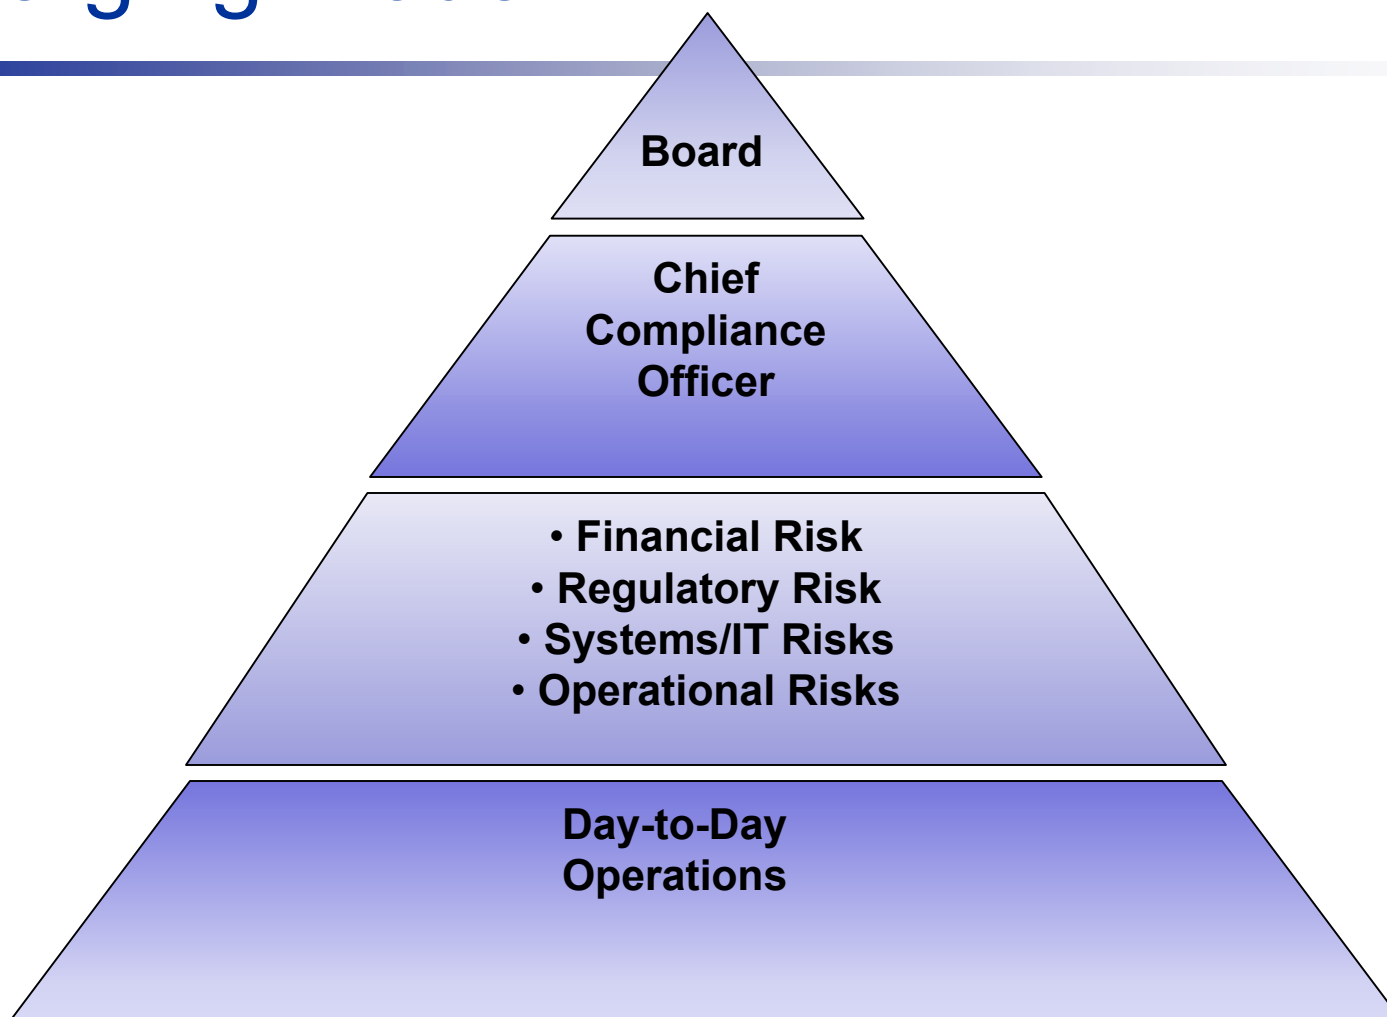 Board
Chief
Compliance
Officer
• Financial Risk
• Regulatory Risk
• Systems/IT Risks
• Operational Risks
Day-to-Day
Operations